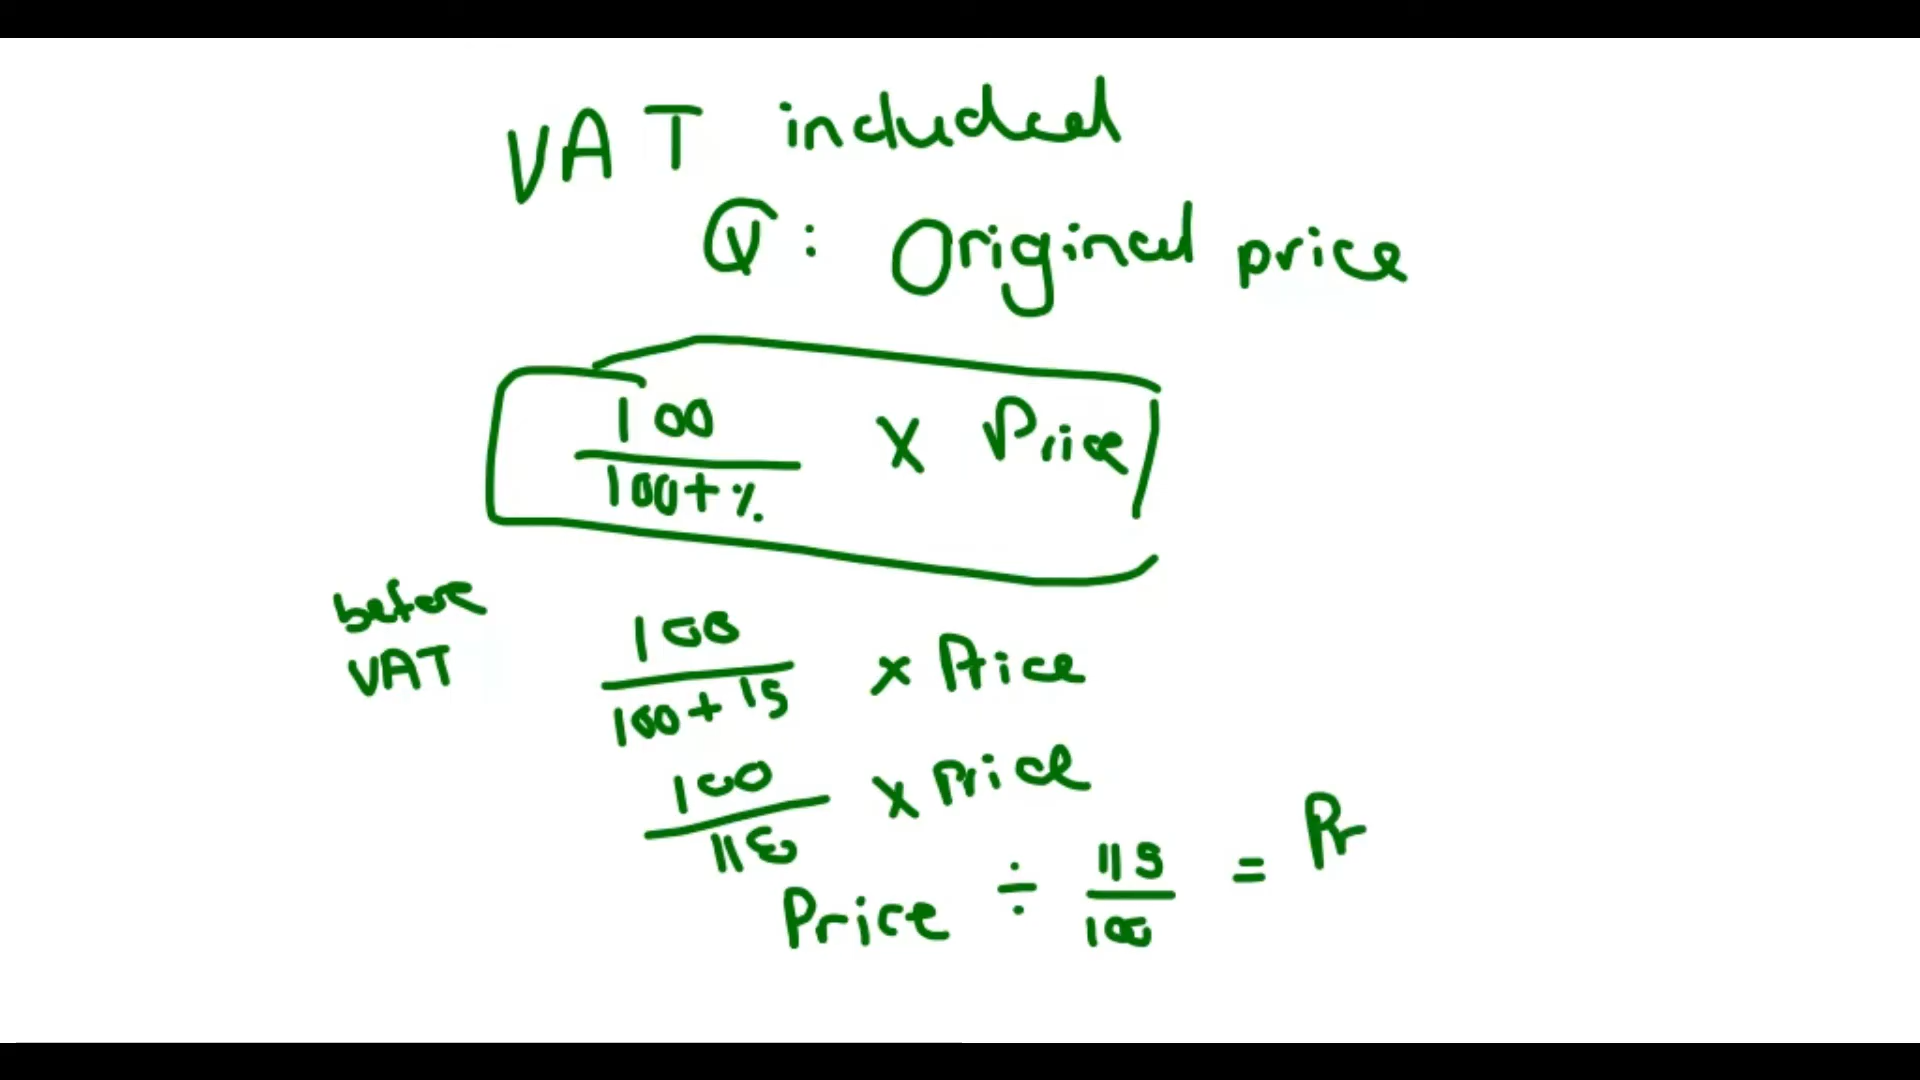 VAT included
Q: Original price
100
100+% x Price
before
VAT
100
100+15 x Price
100
115 x Price
Price ÷ 115
100 = Pr